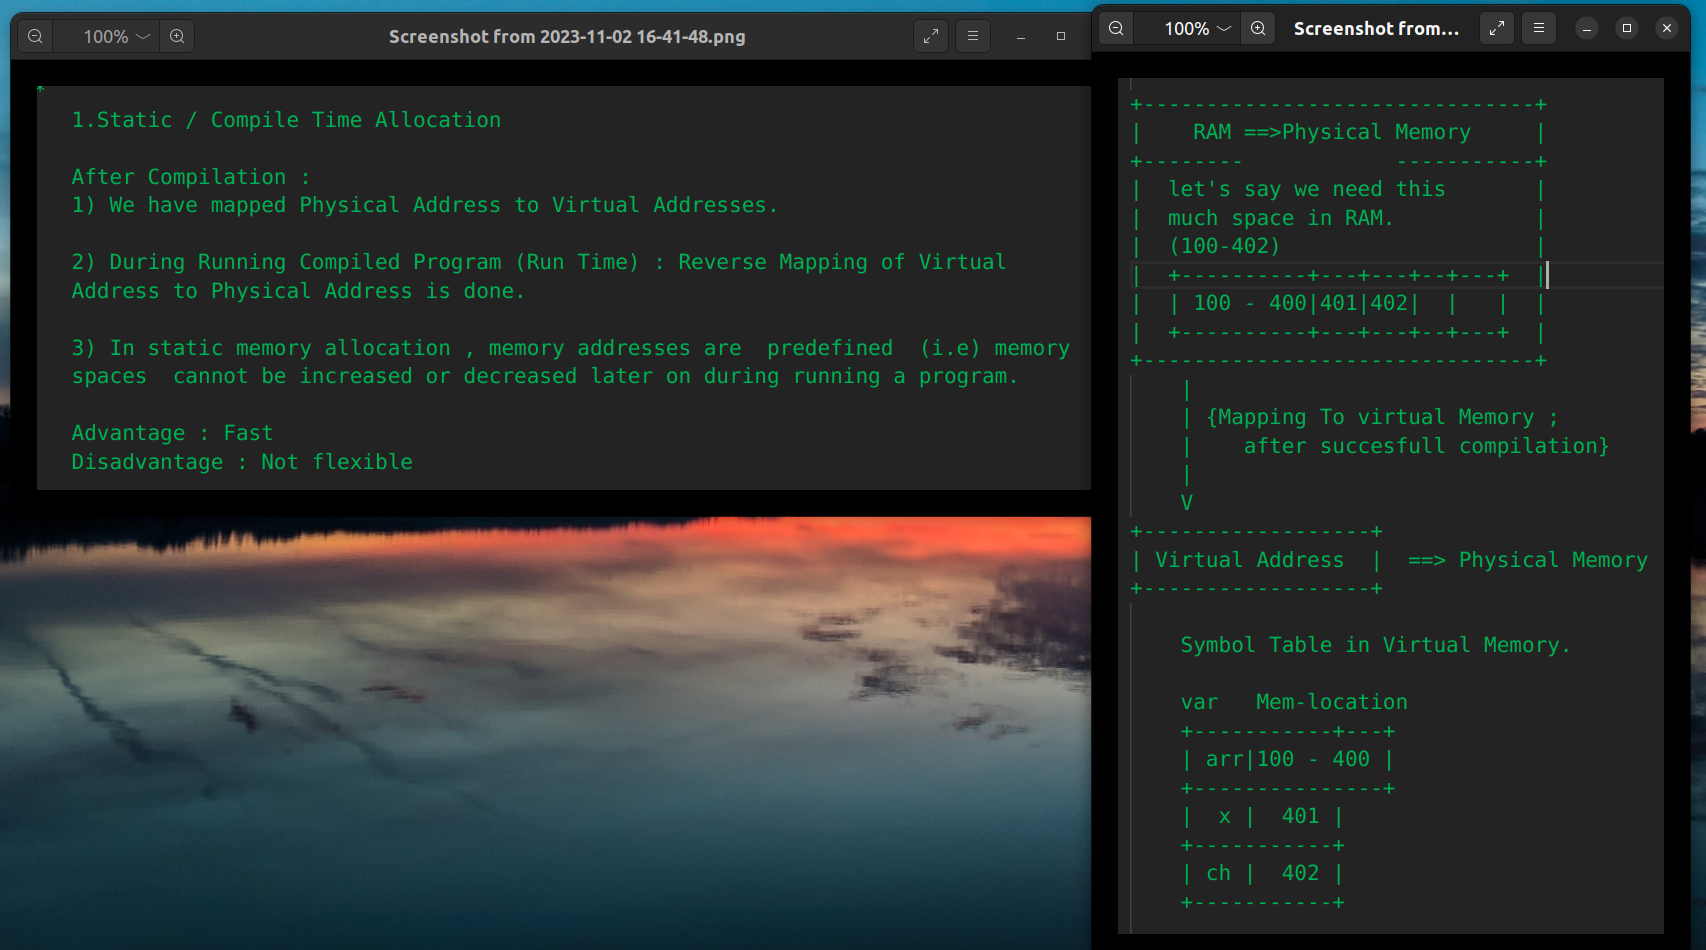 100%
Screenshot from 2023-11-02 16-41-48.png
1.Static / Compile Time Allocation
After Compilation :
1) We have mapped Physical Address to Virtual Addresses.
2) During Running Compiled Program (Run Time) : Reverse Mapping of Virtual
Address to Physical Address is done.
3) In static memory allocation , memory addresses are  predefined  (i.e) memory
spaces  cannot be increased or decreased later on during running a program.
Advantage : Fast
Disadvantage : Not flexible
100%
Screenshot from...
+-------------------------------+
|    RAM ==>Physical Memory     |
+--------            -----------+
|  let's say we need this       |
|  much space in RAM.           |
|  (100-402)                    |
|  +----------+---+---+--+---+  |
|  | 100 - 400|401|402|  |   |  |
|  +----------+---+---+--+---+  |
+-------------------------------+
    |
    | {Mapping To virtual Memory ;
    |    after succesfull compilation}
    |
    V
+------------------+
| Virtual Address  |  ==> Physical Memory
+------------------+
    Symbol Table in Virtual Memory.
    var   Mem-location
    +-----------+---+
    | arr|100 - 400 |
    +---------------+
    |  x |  401 |
    +-----------+
    | ch |  402 |
    +-----------+